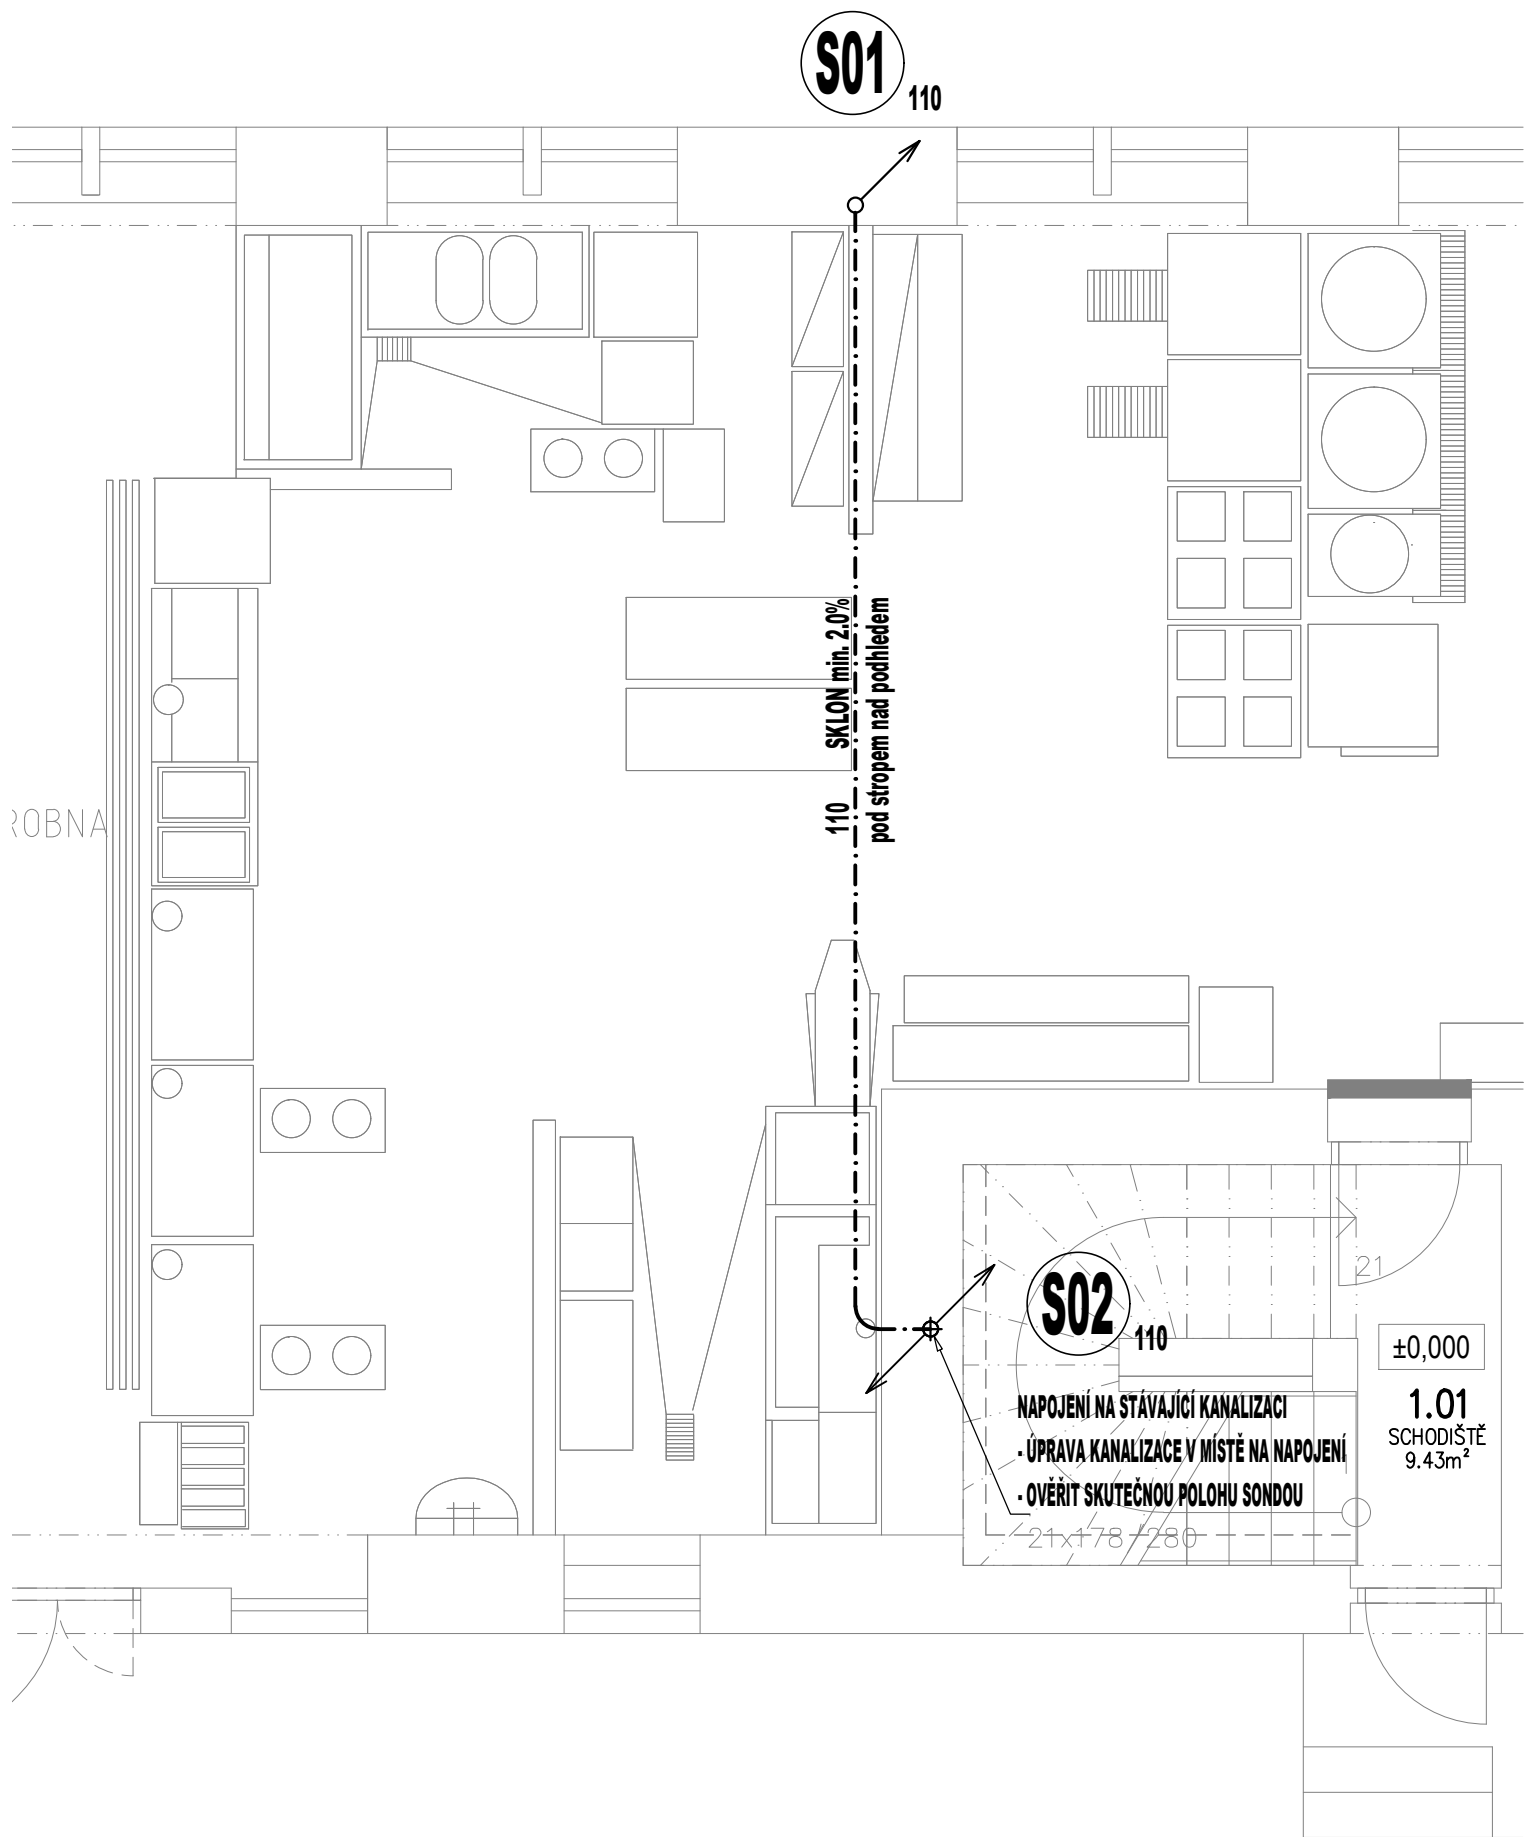 S01
110
SKLON min. 2.0%
110
pod stropem nad podhledem
ROBNA
21
S02
110
±0,000
1.01
SCHODIŠTĚ
9.43m²
NAPOJENÍ NA STÁVAJÍCÍ KANALIZACI
- ÚPRAVA KANALIZACE V MÍSTĚ NA NAPOJENÍ
- OVĚŘIT SKUTEČNOU POLOHU SONDOU
21x178/280